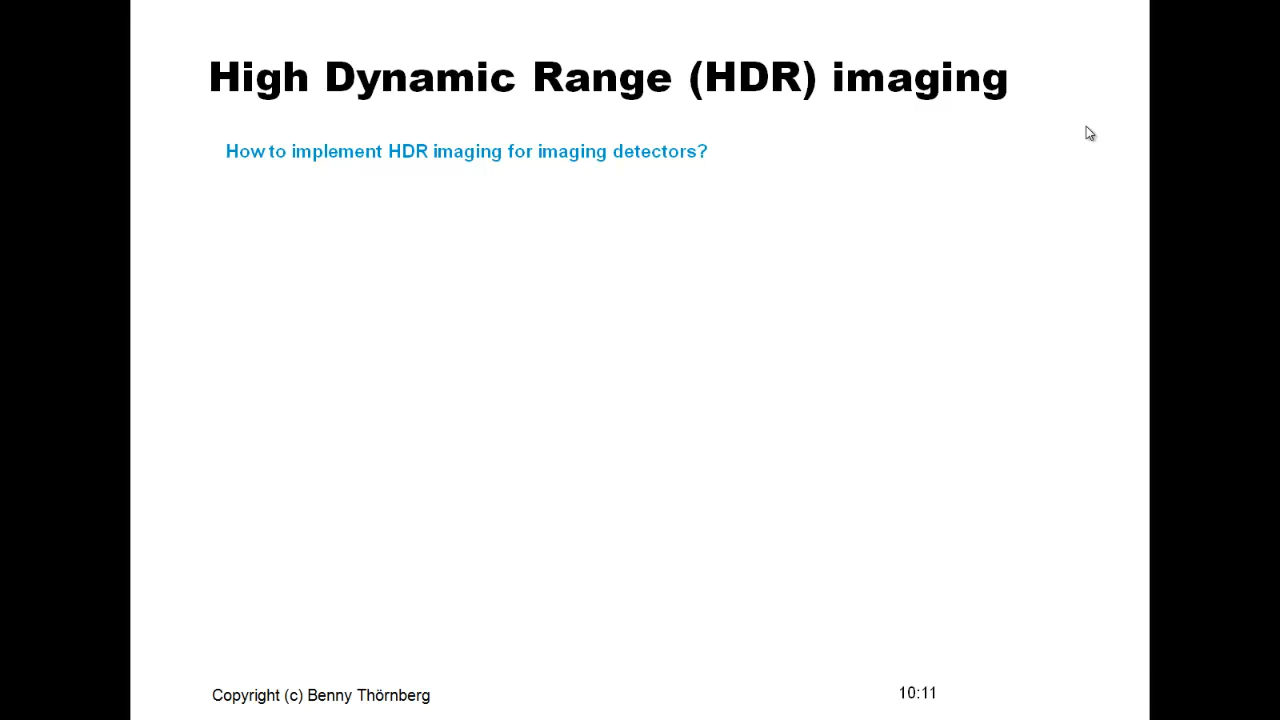 High Dynamic Range (HDR) imaging
How to implement HDR imaging for imaging detectors?
Copyright (c) Benny Thörnberg
10:11